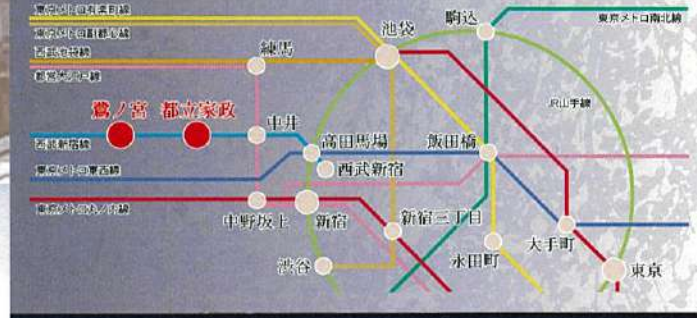 東京メトロ有楽町線
東京メトロ副都心線
西武池袋線
都営大江戸線
西武新宿線
東京メトロ東西線
東京メトロ丸ノ内線
練馬
池袋
駒込
東京メトロ南北線
JR山手線
鷺ノ宮
都立家政
中井
高田馬場
西武新宿
飯田橋
中野坂上
新宿
新宿三丁目
渋谷
永田町
大手町
東京